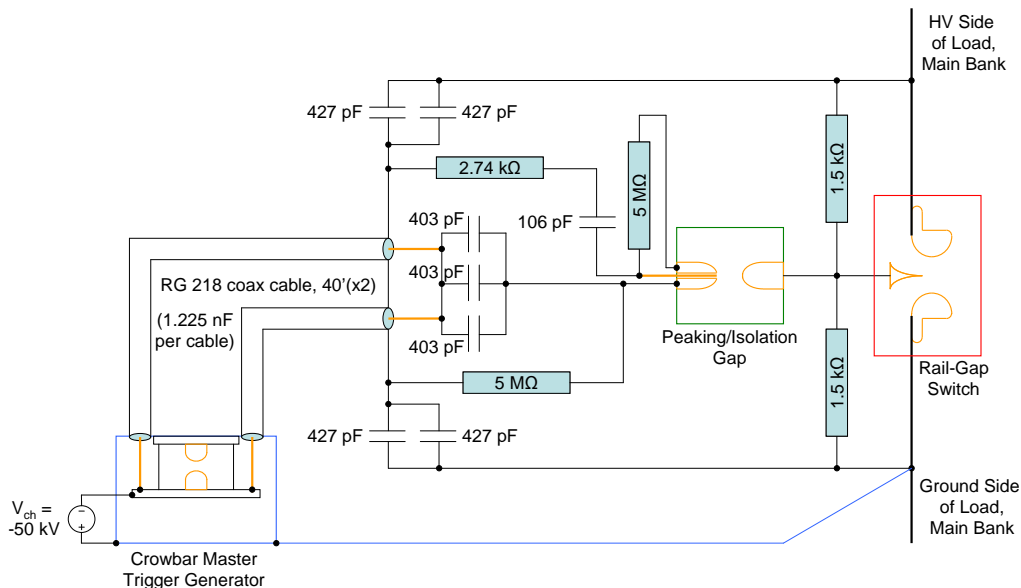 HV Side
of Load,
Main Bank
427 pF
427 pF
2.74 kΩ
5 MΩ
1.5 kΩ
106 pF
403 pF
403 pF
403 pF
RG 218 coax cable, 40'(x2)
(1.225 nF
per cable)
Peaking/Isolation
Gap
Rail-Gap
Switch
5 MΩ
1.5 kΩ
427 pF
427 pF
Vch =
-50 kV
−
+
Crowbar Master
Trigger Generator
Ground Side
of Load,
Main Bank